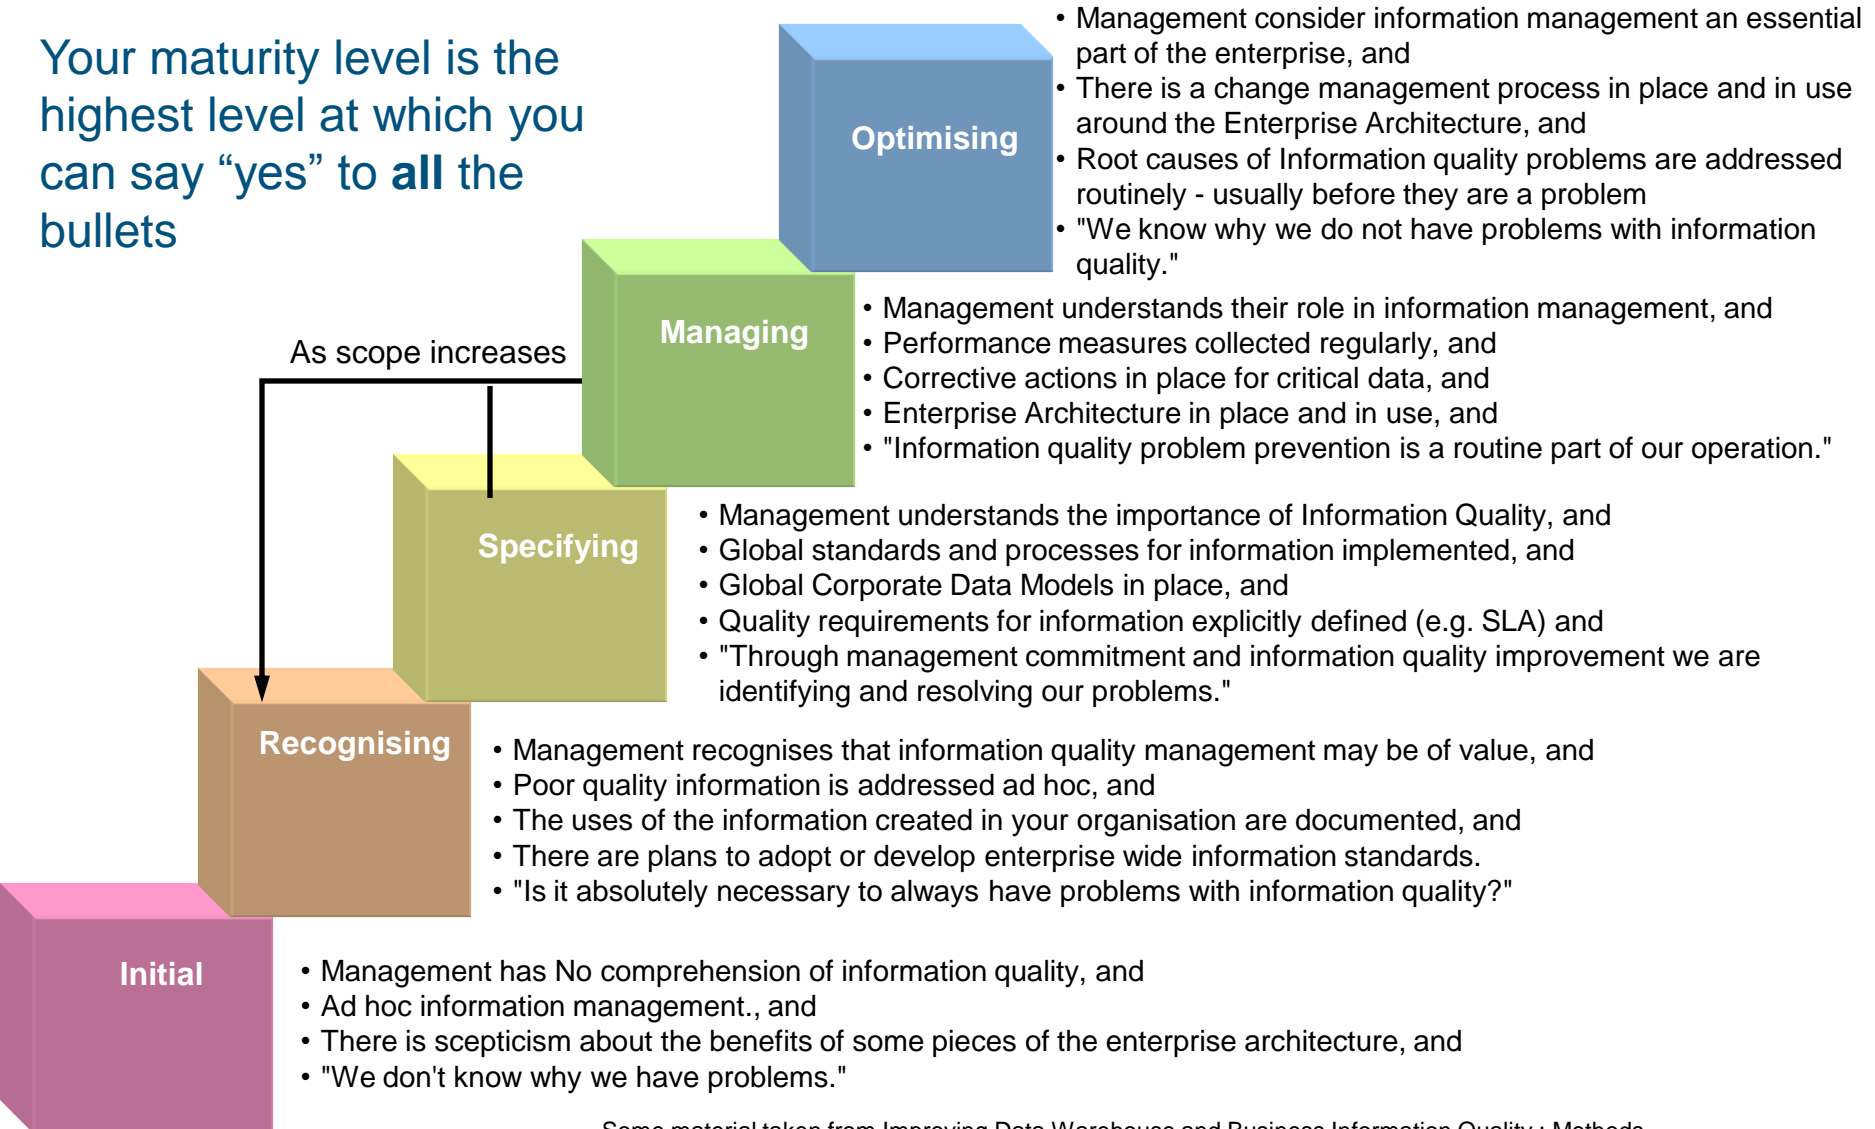 Your maturity level is the
highest level at which you
can say “yes” to all the
bullets
Optimising
• Management consider information management an essential
part of the enterprise, and
• There is a change management process in place and in use
around the Enterprise Architecture, and
• Root causes of Information quality problems are addressed
routinely - usually before they are a problem
• "We know why we do not have problems with information
quality."
As scope increases
Managing
• Management understands their role in information management, and
• Performance measures collected regularly, and
• Corrective actions in place for critical data, and
• Enterprise Architecture in place and in use, and
• "Information quality problem prevention is a routine part of our operation."
Specifying
• Management understands the importance of Information Quality, and
• Global standards and processes for information implemented, and
• Global Corporate Data Models in place, and
• Quality requirements for information explicitly defined (e.g. SLA) and
• "Through management commitment and information quality improvement we are
identifying and resolving our problems."
Recognising
• Management recognises that information quality management may be of value, and
• Poor quality information is addressed ad hoc, and
• The uses of the information created in your organisation are documented, and
• There are plans to adopt or develop enterprise wide information standards.
• "Is it absolutely necessary to always have problems with information quality?"
Initial
• Management has No comprehension of information quality, and
• Ad hoc information management., and
• There is scepticism about the benefits of some pieces of the enterprise architecture, and
• "We don't know why we have problems."
Some material taken from Improving Data Warehouse and Business Information Quality : Methods